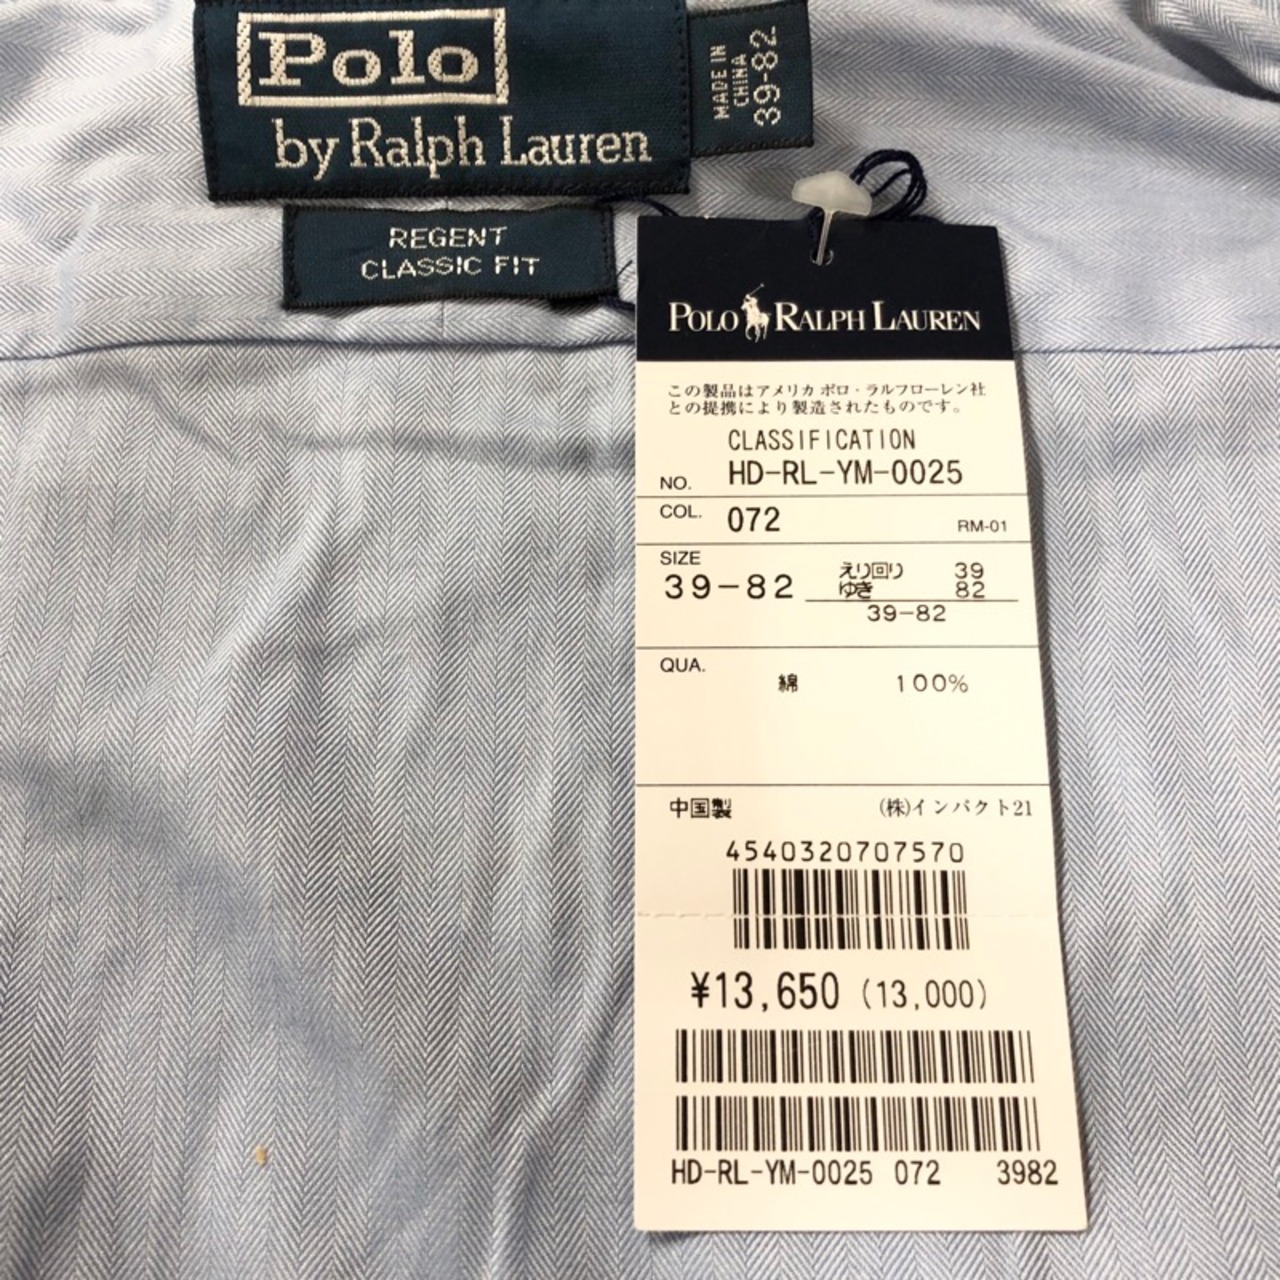 Polo
by Ralph Lauren
MADE IN
CHINA
39-82
REGENT
CLASSIC FIT
POLO RALPH LAUREN
この製品はアメリカ ポロ・ラルフローレン社
との提携により製造されたものです。
CLASSIFICATION
NO. HD-RL-YM-0025
COL. 072 RM-01
SIZE
39-82
えり回り 39
ゆき 82
39-82
QUA.
綿 100%
中国製 (株)インパクト21
4540320707570
¥13,650 (13,000)
HD-RL-YM-0025 072 3982